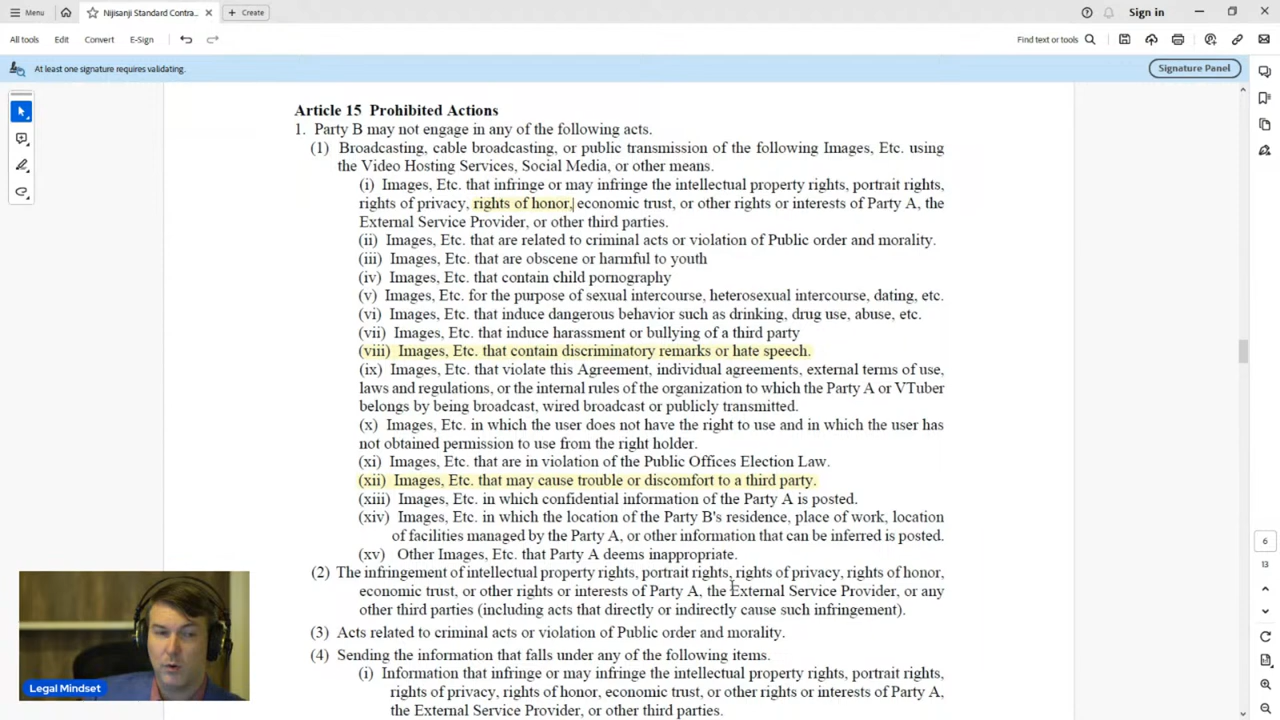 Menu
Nijisanji Standard Contra...
Create
Sign in
All tools
Edit
Convert
E-Sign
Find text or tools
At least one signature requires validating.
Signature Panel
Article 15 Prohibited Actions
1. Party B may not engage in any of the following acts.
(1) Broadcasting, cable broadcasting, or public transmission of the following Images, Etc. using
the Video Hosting Services, Social Media, or other means.
(i) Images, Etc. that infringe or may infringe the intellectual property rights, portrait rights,
rights of privacy, rights of honor, economic trust, or other rights or interests of Party A, the
External Service Provider, or other third parties.
(ii) Images, Etc. that are related to criminal acts or violation of Public order and morality.
(iii) Images, Etc. that are obscene or harmful to youth
(iv) Images, Etc. that contain child pornography
(v) Images, Etc. for the purpose of sexual intercourse, heterosexual intercourse, dating, etc.
(vi) Images, Etc. that induce dangerous behavior such as drinking, drug use, abuse, etc.
(vii) Images, Etc. that induce harassment or bullying of a third party
(viii) Images, Etc. that contain discriminatory remarks or hate speech.
(ix) Images, Etc. that violate this Agreement, individual agreements, external terms of use,
laws and regulations, or the internal rules of the organization to which the Party A or VTuber
belongs by being broadcast, wired broadcast or publicly transmitted.
(x) Images, Etc. in which the user does not have the right to use and in which the user has
not obtained permission to use from the right holder.
(xi) Images, Etc. that are in violation of the Public Offices Election Law.
(xii) Images, Etc. that may cause trouble or discomfort to a third party.
(xiii) Images, Etc. in which confidential information of the Party A is posted.
(xiv) Images, Etc. in which the location of the Party B's residence, place of work, location
of facilities managed by the Party A, or other information that can be inferred is posted.
(xv) Other Images, Etc. that Party A deems inappropriate.
(2) The infringement of intellectual property rights, portrait rights, rights of privacy, rights of honor,
economic trust, or other rights or interests of Party A, the External Service Provider, or any
other third parties (including acts that directly or indirectly cause such infringement).
(3) Acts related to criminal acts or violation of Public order and morality.
(4) Sending the information that falls under any of the following items.
(i) Information that infringe or may infringe the intellectual property rights, portrait rights,
rights of privacy, rights of honor, economic trust, or other rights or interests of Party A,
the External Service Provider, or other third parties.
6
13
Legal Mindset